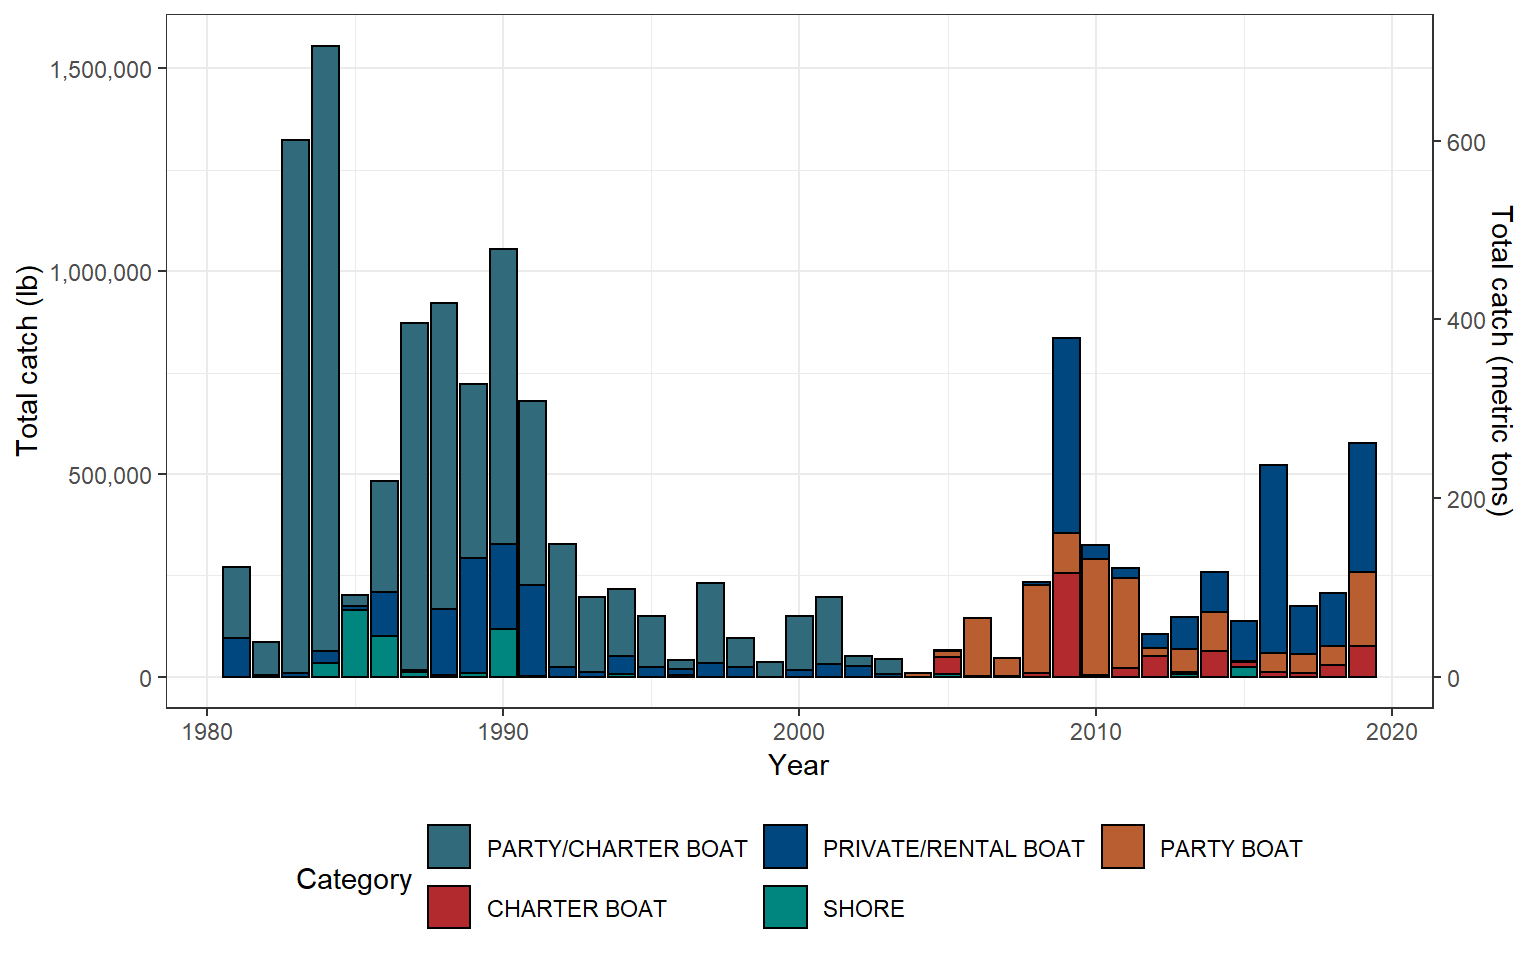 Total catch (lb)
1,500,000
1,000,000
500,000
0
600
400
200
0
Total catch (metric tons)
1980
1990
2000
2010
2020
Year
Category
PARTY/CHARTER BOAT
PRIVATE/RENTAL BOAT
PARTY BOAT
CHARTER BOAT
SHORE